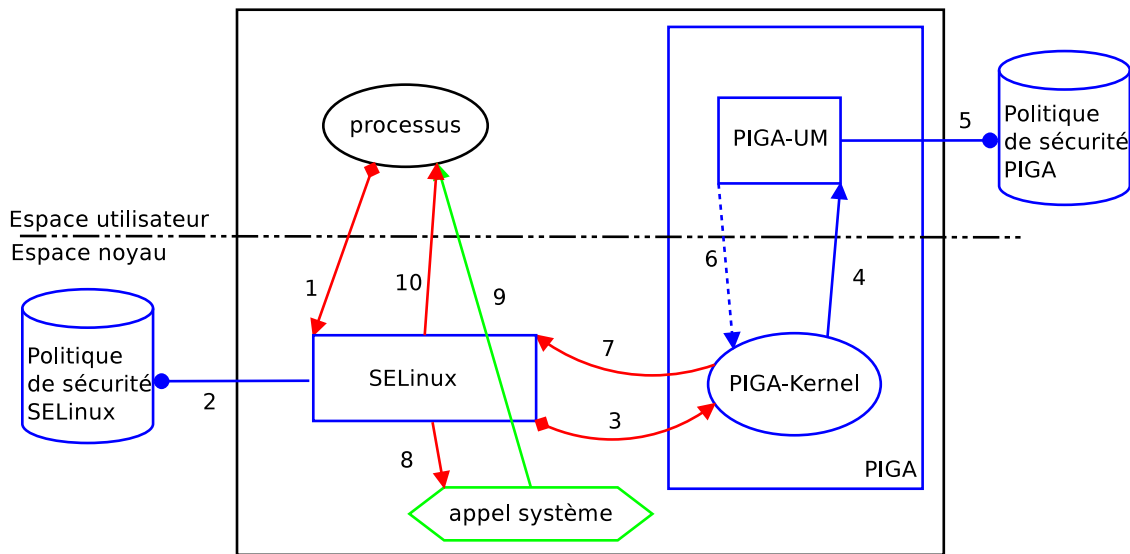 processus
PIGA-UM
5
Politique
de sécurité
PIGA
Espace utilisateur
Espace noyau
1
10
9
6
4
Politique
de sécurité
SELinux
2
SELinux
7
3
PIGA-Kernel
8
PIGA
appel système